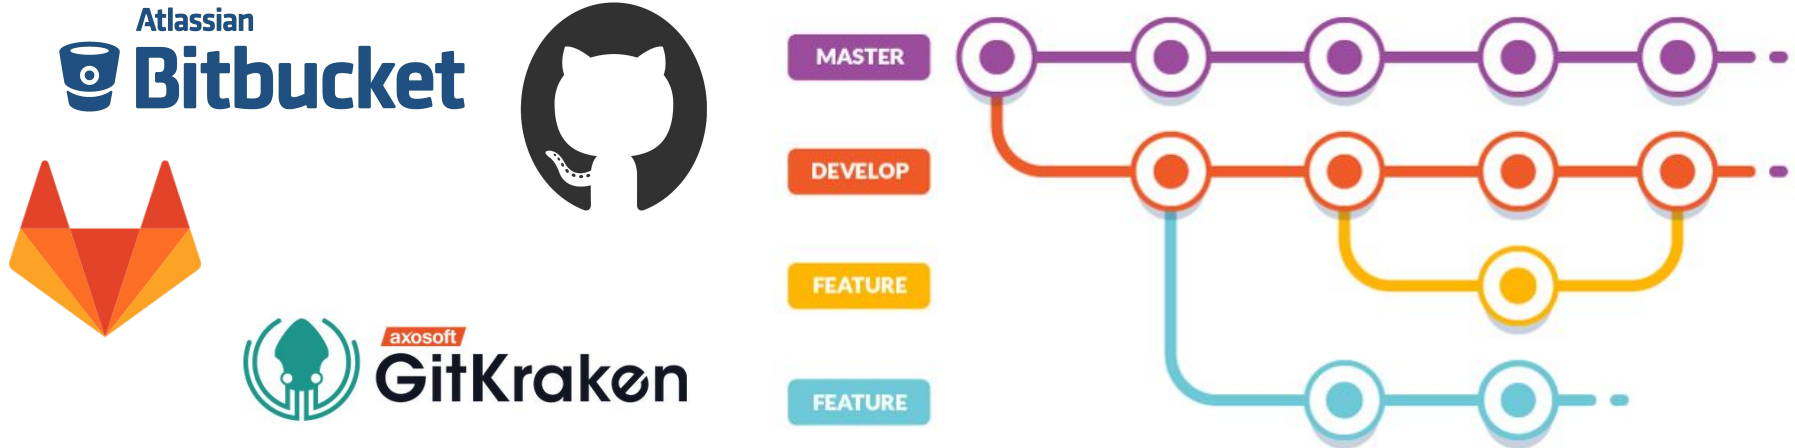 Atlassian
Bitbucket
axosoft
GitKraken
MASTER
DEVELOP
FEATURE
FEATURE